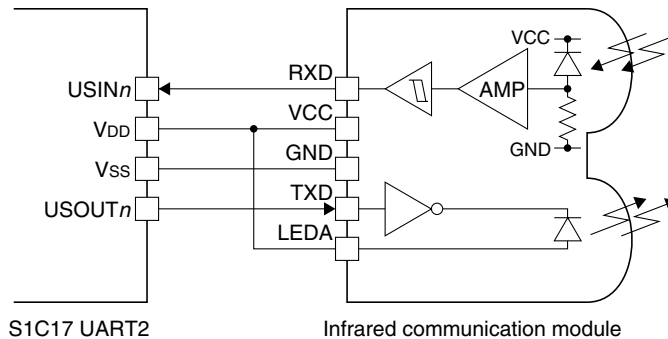 VCC
RXD
AMP
USINn
VCC
VDD
GND
GND
VSS
TXD
USOUTn
LEDA
S1C17 UART2
Infrared communication module